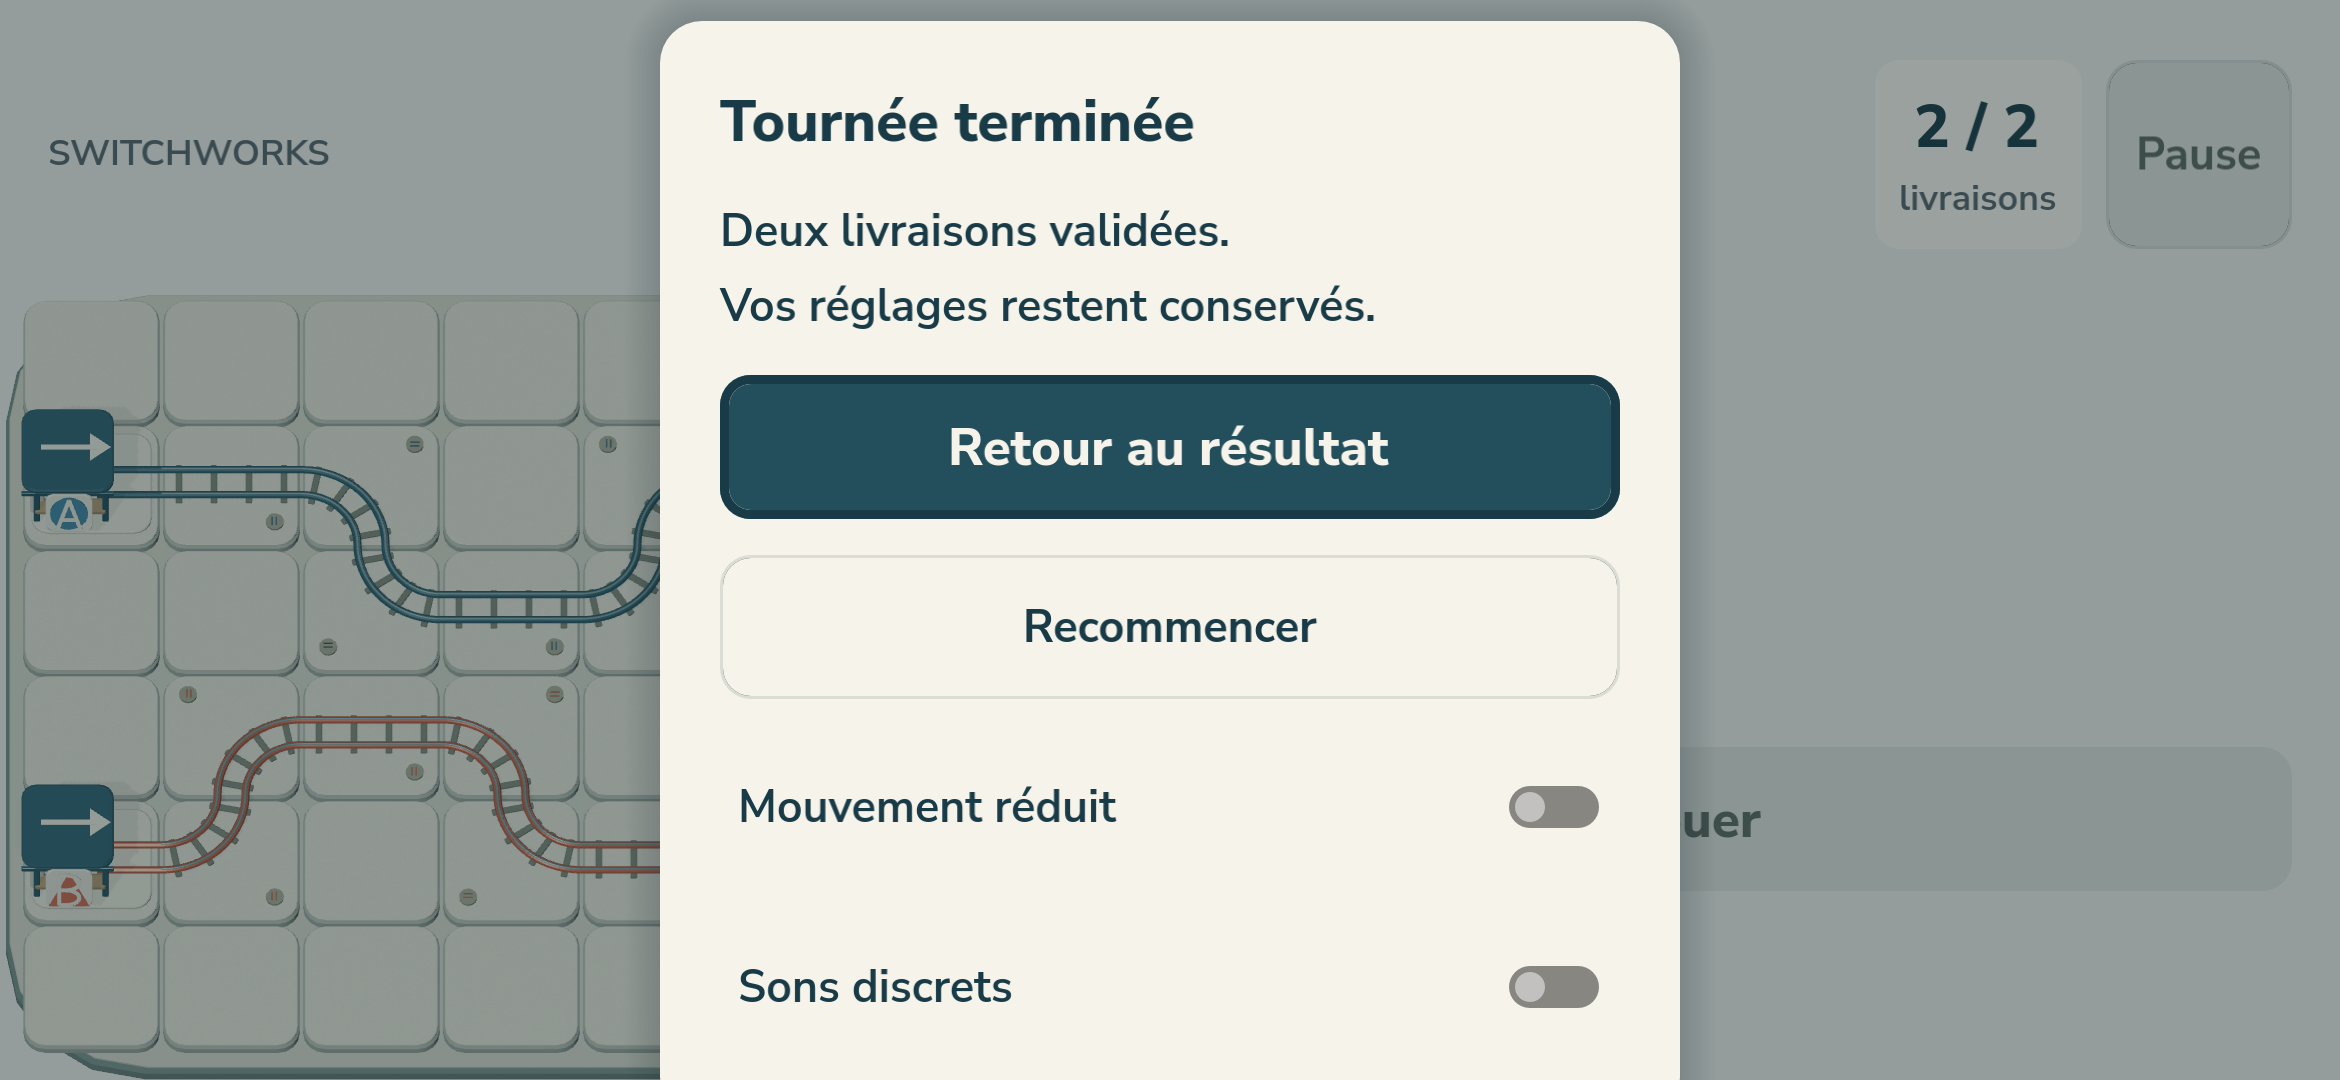 SWITCHWORKS
2 / 2
livraisons
Pause
Tournée terminée
Deux livraisons validées.
Vos réglages restent conservés.
Retour au résultat
Recommencer
Mouvement réduit
Sons discrets
A
B